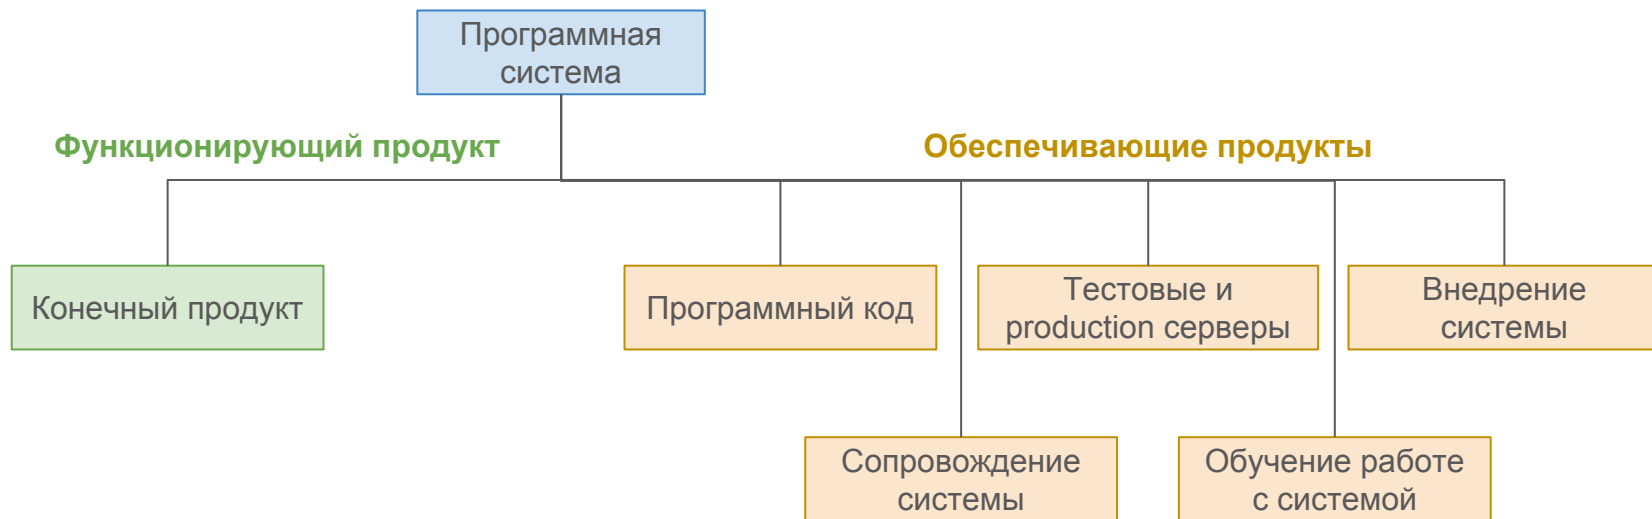 Программная
система
Функционирующий продукт
Обеспечивающие продукты
Конечный продукт
Программный код
Тестовые и
production серверы
Внедрение
системы
Сопровождение
системы
Обучение работе
с системой